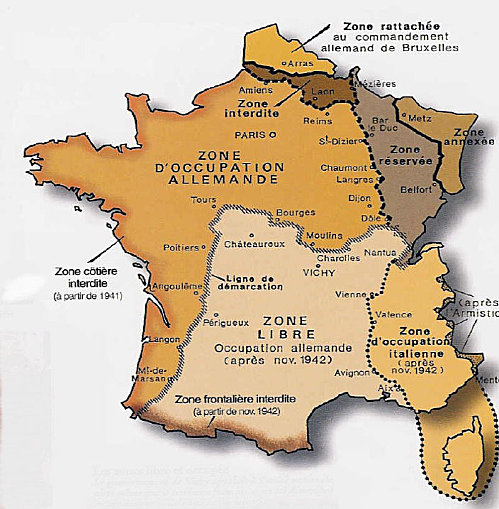 Zone rattachée
au commandement
allemand de Bruxelles
Arras
Amiens
Laon
Mézières
Zone
interdite
Reims
Bar
le Duc
Metz
Zone
annexée
PARIS
St-Dizier
Zone
réservée
ZONE
D'OCCUPATION
ALLEMANDE
Chaumont
Langres
Belfort
Tours
Bourges
Dijon
Dôle
Moulins
Châteauroux
Poitiers
Charolles
Nantua
VICHY
Zone côtière
interdite
(à partir de 1941)
Ligne de
démarcation
Angoulême
Vienne
(après
l'Armistic
Périgueux
Valence
ZONE
LIBRE
Occupation allemande
(après nov. 1942)
Zone
d'occupation
italienne
(après
nov. 1942)
Langon
Avignon
Mt-de-
Marsan
Aix
Mento
Zone frontalière interdite
(à partir de nov. 1942)